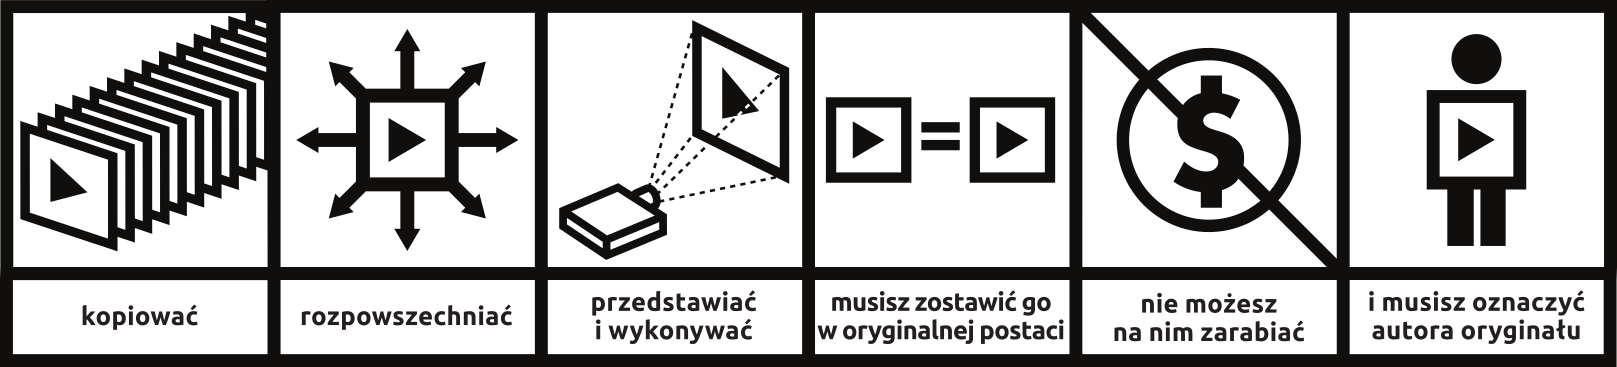 kopiować
rozpowszechniać
przedstawiać
i wykonywać
musisz zostawić go
w oryginalnej postaci
nie możesz
na nim zarabiać
i musisz oznaczyć
autora oryginału